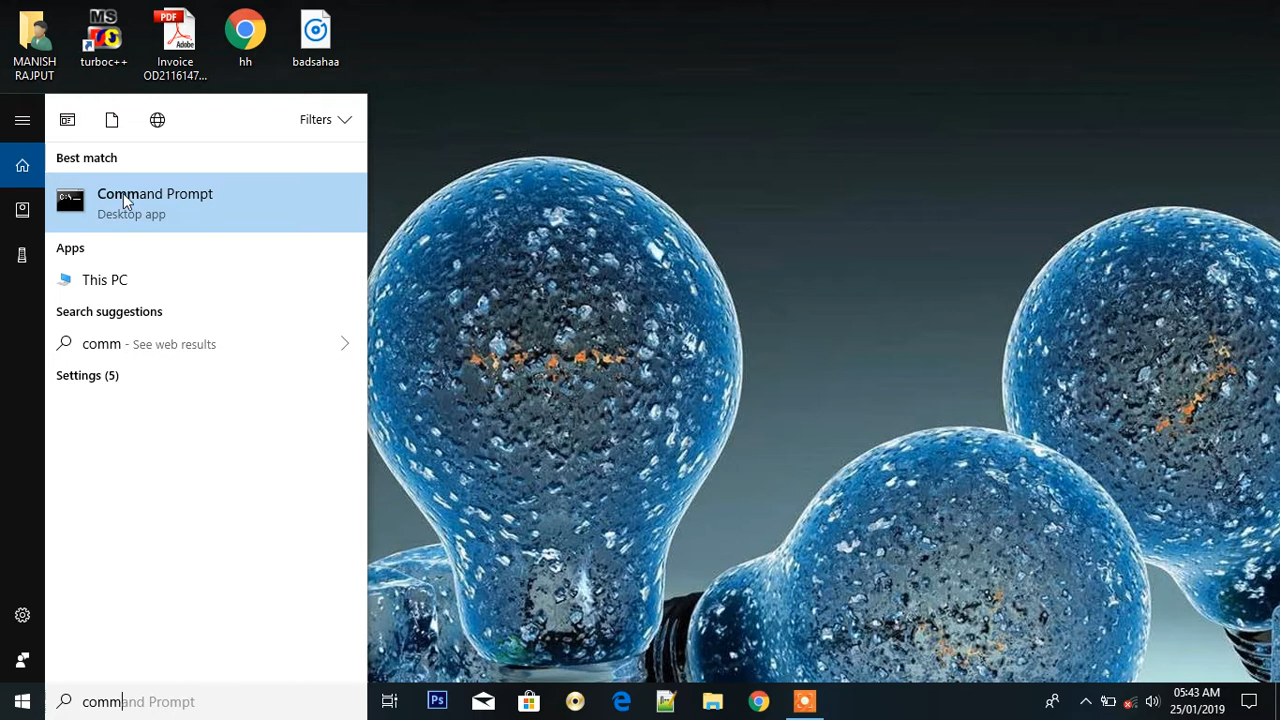 MANISH
RAJPUT
MS
turboc++
PDF
Adobe
Invoice
OD2116147...
hh
badsahaa
Filters
Best match
C:\_
Command Prompt
Desktop app
Apps
This PC
Search suggestions
comm - See web results
Settings (5)
command Prompt
Ps
05:43 AM
25/01/2019